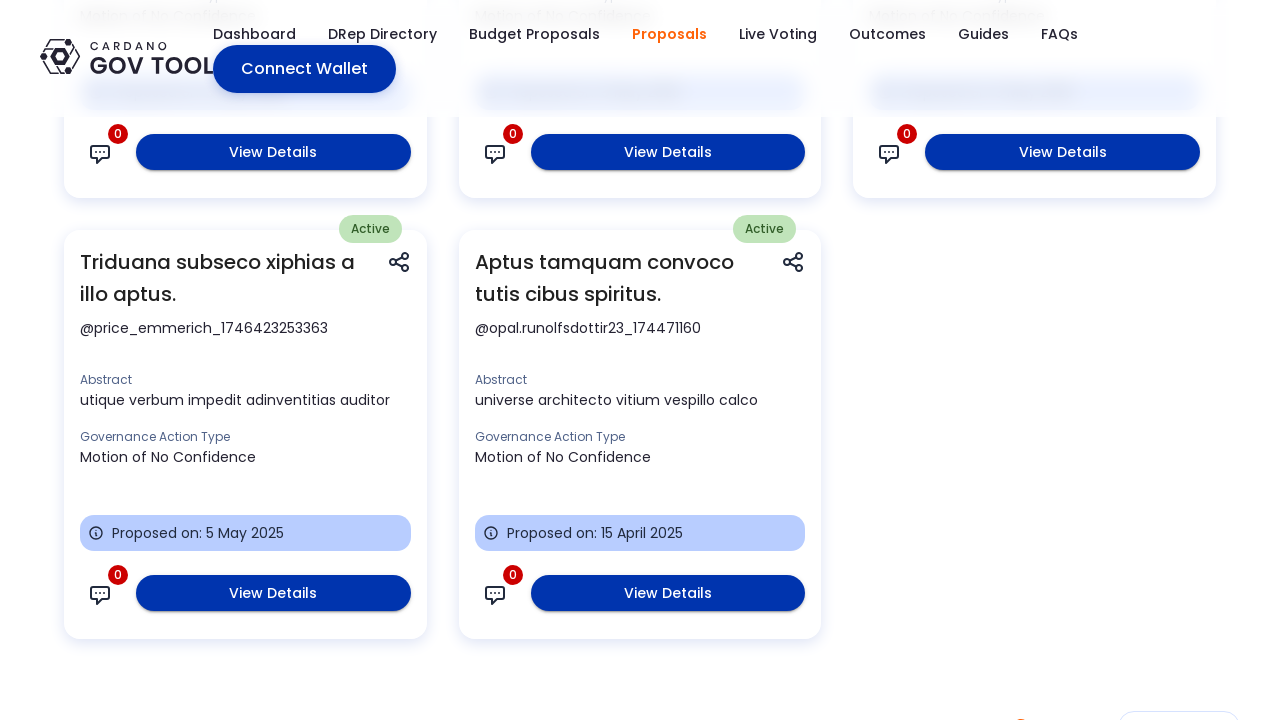 CARDANO
GOV TOOL
Dashboard DRep Directory Budget Proposals Proposals Live Voting Outcomes Guides FAQs
Connect Wallet
0 View Details
0 View Details
0 View Details
Active
Triduana subseco xiphias a
illo aptus.
@price_emmerich_1746423253363
Abstract
utique verbum impedit adinventitias auditor
Governance Action Type
Motion of No Confidence
Proposed on: 5 May 2025
0 View Details
Active
Aptus tamquam convoco
tutis cibus spiritus.
@opal.runolfsdottir23_174471160
Abstract
universe architecto vitium vespillo calco
Governance Action Type
Motion of No Confidence
Proposed on: 15 April 2025
0 View Details